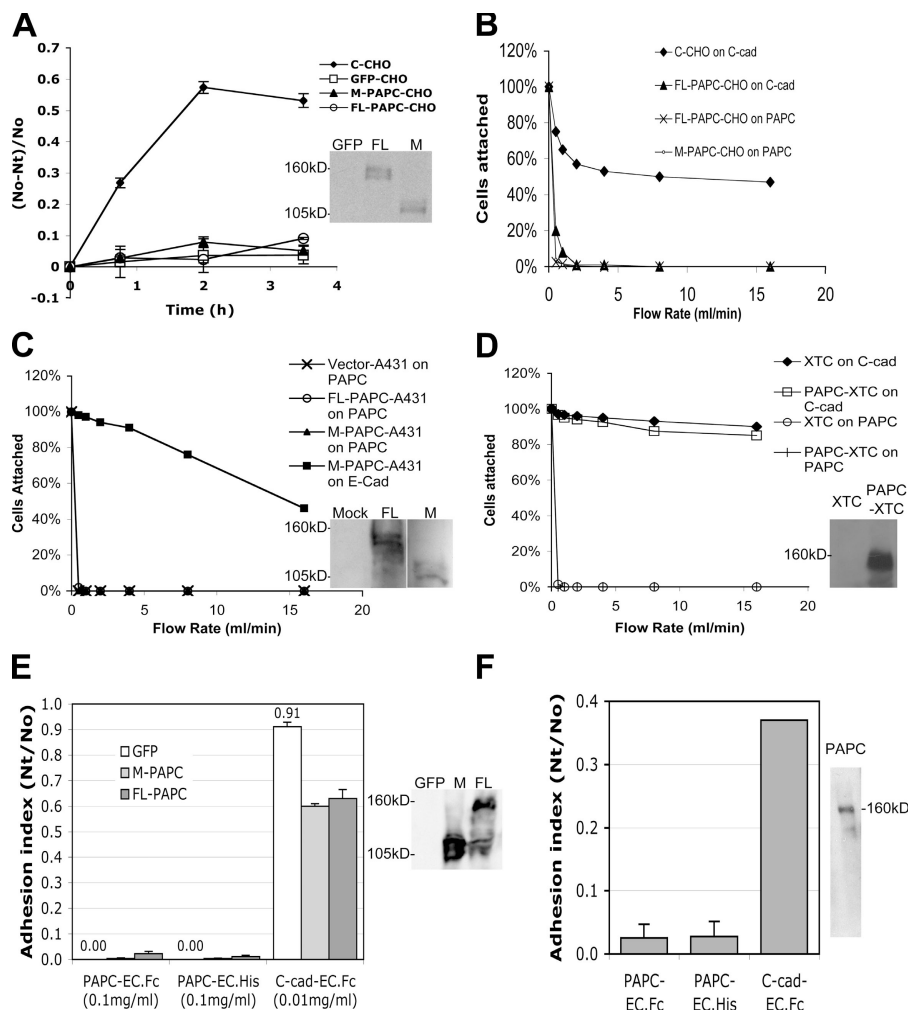 A
(No-Nt)/No
0.7
0.6
0.5
0.4
0.3
0.2
0.1
0
-0.1
0 1 2 3 4
Time (h)
C-CHO
GFP-CHO
M-PAPC-CHO
FL-PAPC-CHO
GFP FL M
160kD-
105kD-
B
Cells attached
120%
100%
80%
60%
40%
20%
0%
0 5 10 15 20
Flow Rate (ml/min)
C-CHO on C-cad
FL-PAPC-CHO on C-cad
FL-PAPC-CHO on PAPC
M-PAPC-CHO on PAPC
C
Cells Attached
120%
100%
80%
60%
40%
20%
0%
0 5 10 15 20
Flow Rate (ml/min)
Vector-A431 on
PAPC
FL-PAPC-A431
on PAPC
M-PAPC-A431
on PAPC
M-PAPC-A431
on E-Cad
Mock FL M
160kD-
105kD-
D
Cells attached
120%
100%
80%
60%
40%
20%
0%
0 5 10 15 20
Flow Rate (ml/min)
XTC on C-cad
PAPC-XTC on
C-cad
XTC on PAPC
PAPC-XTC on
PAPC
XTC PAPC
-XTC
160kD-
E
Adhesion index (Nt/No)
1.0
0.9
0.8
0.7
0.6
0.5
0.4
0.3
0.2
0.1
0.0
GFP
M-PAPC
FL-PAPC
0.00
0.00
0.91
PAPC-EC.Fc
(0.1mg/ml)
PAPC-EC.His
(0.1mg/ml)
C-cad-EC.Fc
(0.01mg/ml)
GFP M FL
160kD-
105kD-
F
Adhesion index (Nt/No)
0.4
0.3
0.2
0.1
0.0
PAPC-
EC.Fc
PAPC-
EC.His
C-cad-
EC.Fc
PAPC
-160kD